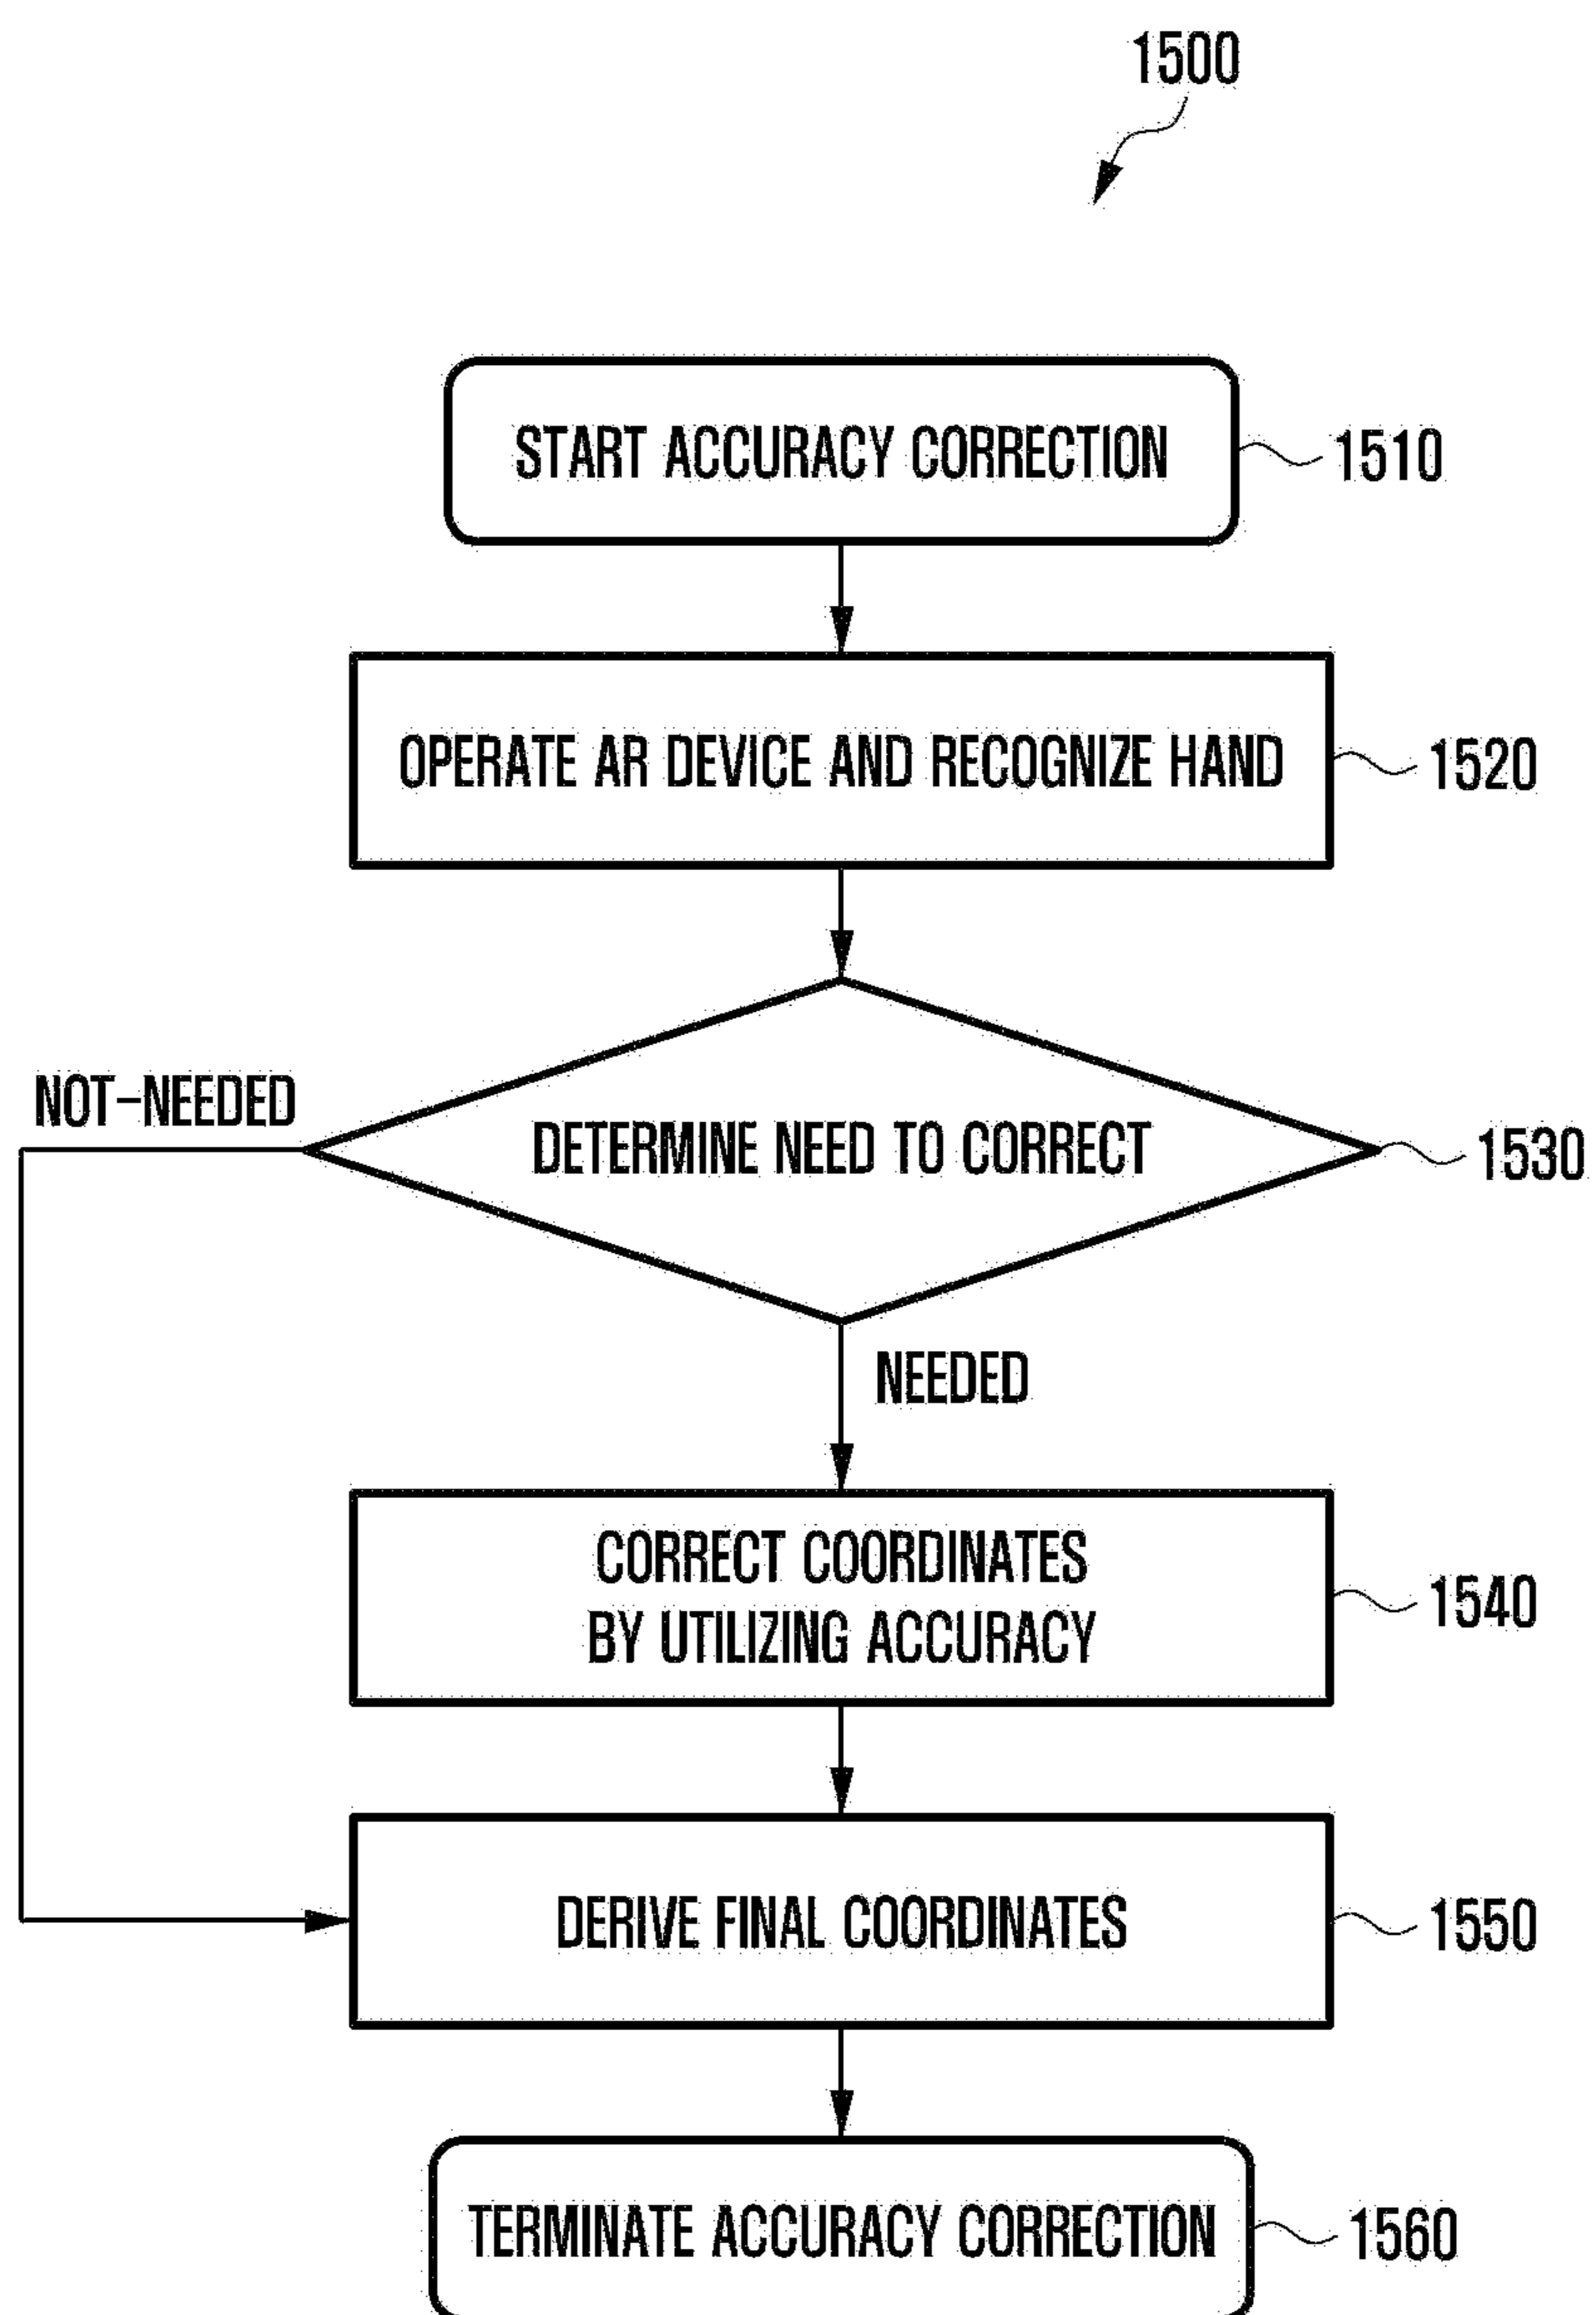 1500
START ACCURACY CORRECTION
1510
OPERATE AR DEVICE AND RECOGNIZE HAND
1520
NOT-NEEDED
DETERMINE NEED TO CORRECT
1530
NEEDED
CORRECT COORDINATES
BY UTILIZING ACCURACY
1540
DERIVE FINAL COORDINATES
1550
TERMINATE ACCURACY CORRECTION
1560